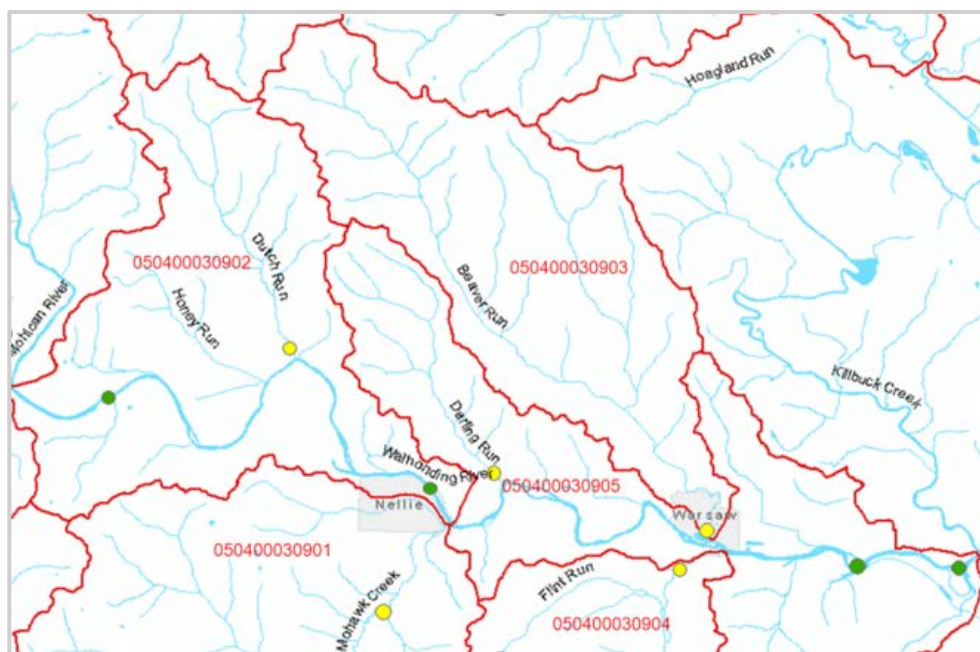 Hoagland Run
Dutch Run
050400030902
050400030903
Beaver Run
Mohican River
Honey Run
Killbuck Creek
Darling Run
Walhonding River
050400030905
Nellie
Warsaw
050400030901
Flint Run
Mohawk Creek
050400030904